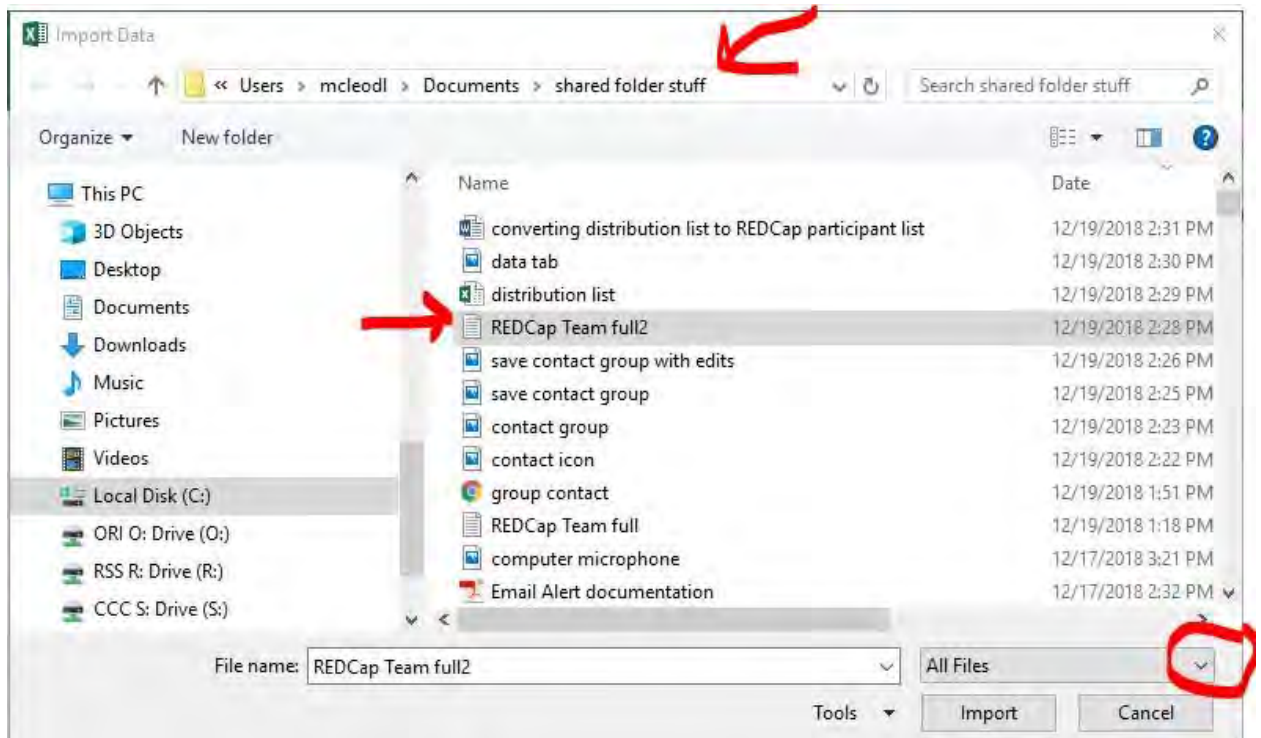 Import Data
« Users > mcleodl > Documents > shared folder stuff
Search shared folder stuff
Organize
New folder
This PC
3D Objects
Desktop
Documents
Downloads
Music
Pictures
Videos
Local Disk (C:)
ORI O: Drive (O:)
RSS R: Drive (R:)
CCC S: Drive (S:)
Name Date
converting distribution list to REDCap participant list 12/19/2018 2:31 PM
data tab 12/19/2018 2:30 PM
distribution list 12/19/2018 2:29 PM
REDCap Team full2 12/19/2018 2:28 PM
save contact group with edits 12/19/2018 2:26 PM
save contact group 12/19/2018 2:25 PM
contact group 12/19/2018 2:23 PM
contact icon 12/19/2018 2:22 PM
group contact 12/19/2018 1:51 PM
REDCap Team full 12/19/2018 1:18 PM
computer microphone 12/17/2018 3:21 PM
Email Alert documentation 12/17/2018 2:32 PM
File name: REDCap Team full2 All Files
Tools Import Cancel